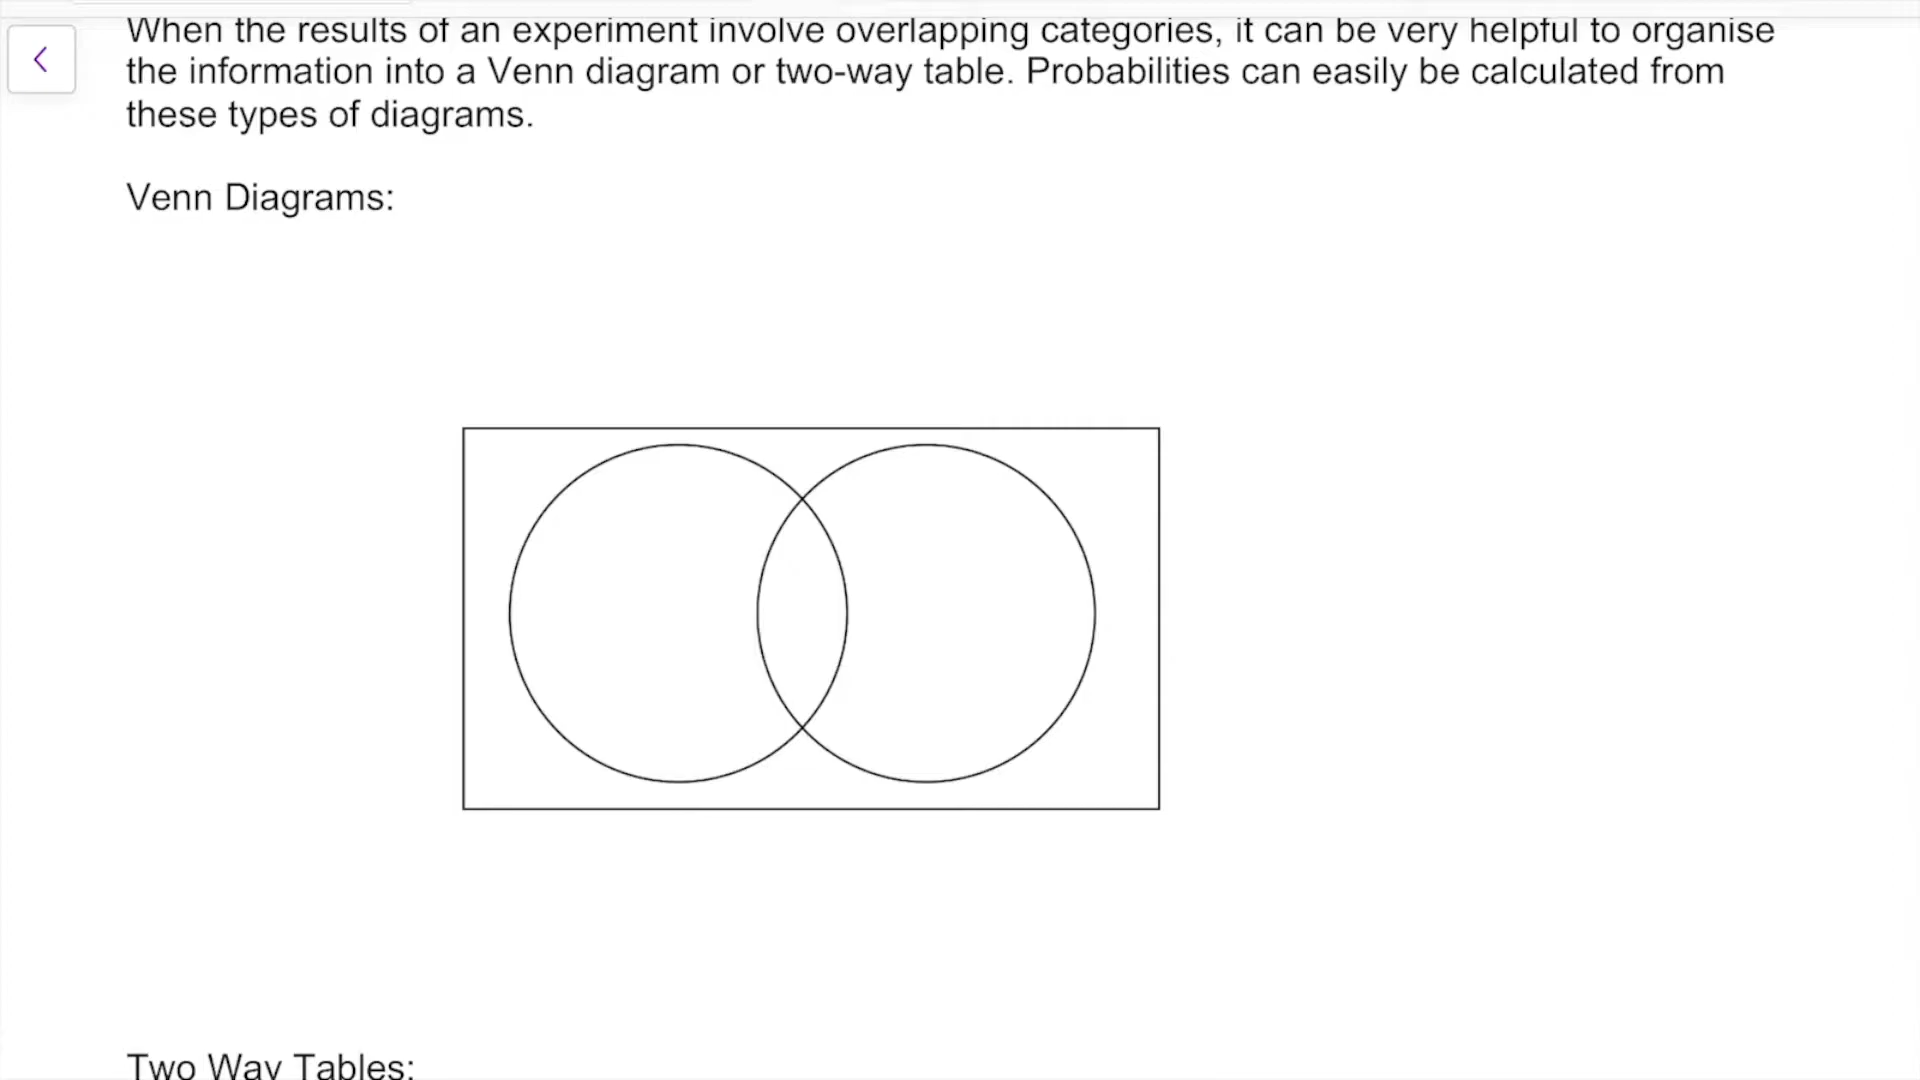 When the results of an experiment involve overlapping categories, it can be very helpful to organise
the information into a Venn diagram or two-way table. Probabilities can easily be calculated from
these types of diagrams.
Venn Diagrams:
Two Way Tables: